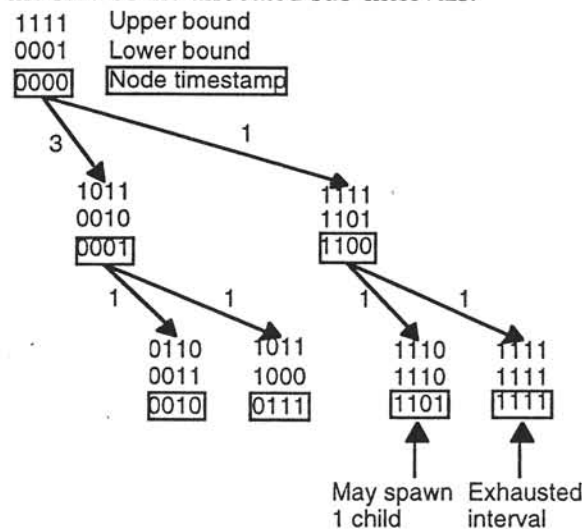 1111 Upper bound
0001 Lower bound
0000 Node timestamp
3 1
1011 1111
0010 1101
0001 1100
1 1 1 1
0110 1011 1110 1111
0011 1000 1110 1111
0010 0111 1101 1111
May spawn Exhausted
1 child interval